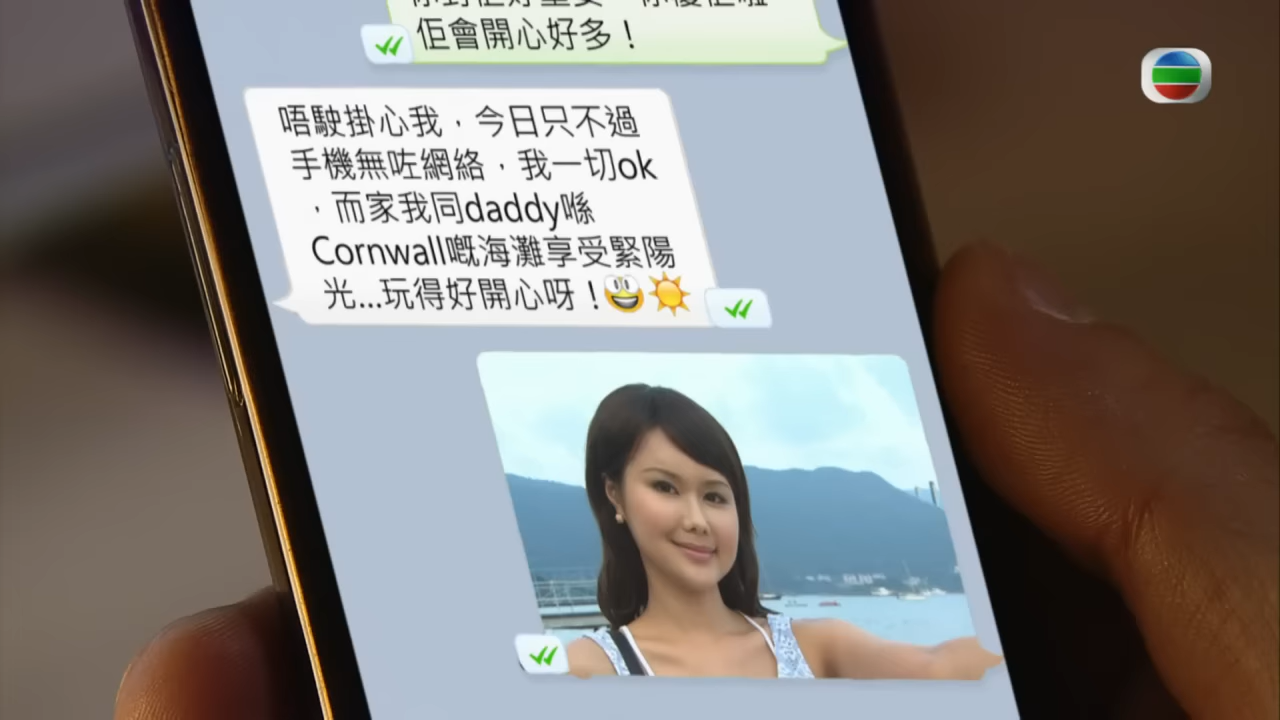 佢會開心好多！
唔駛掛心我，今日只不過
手機無咗網絡，我一切ok
，而家我同daddy喺
Cornwall嘅海灘享受緊陽
光...玩得好開心呀！